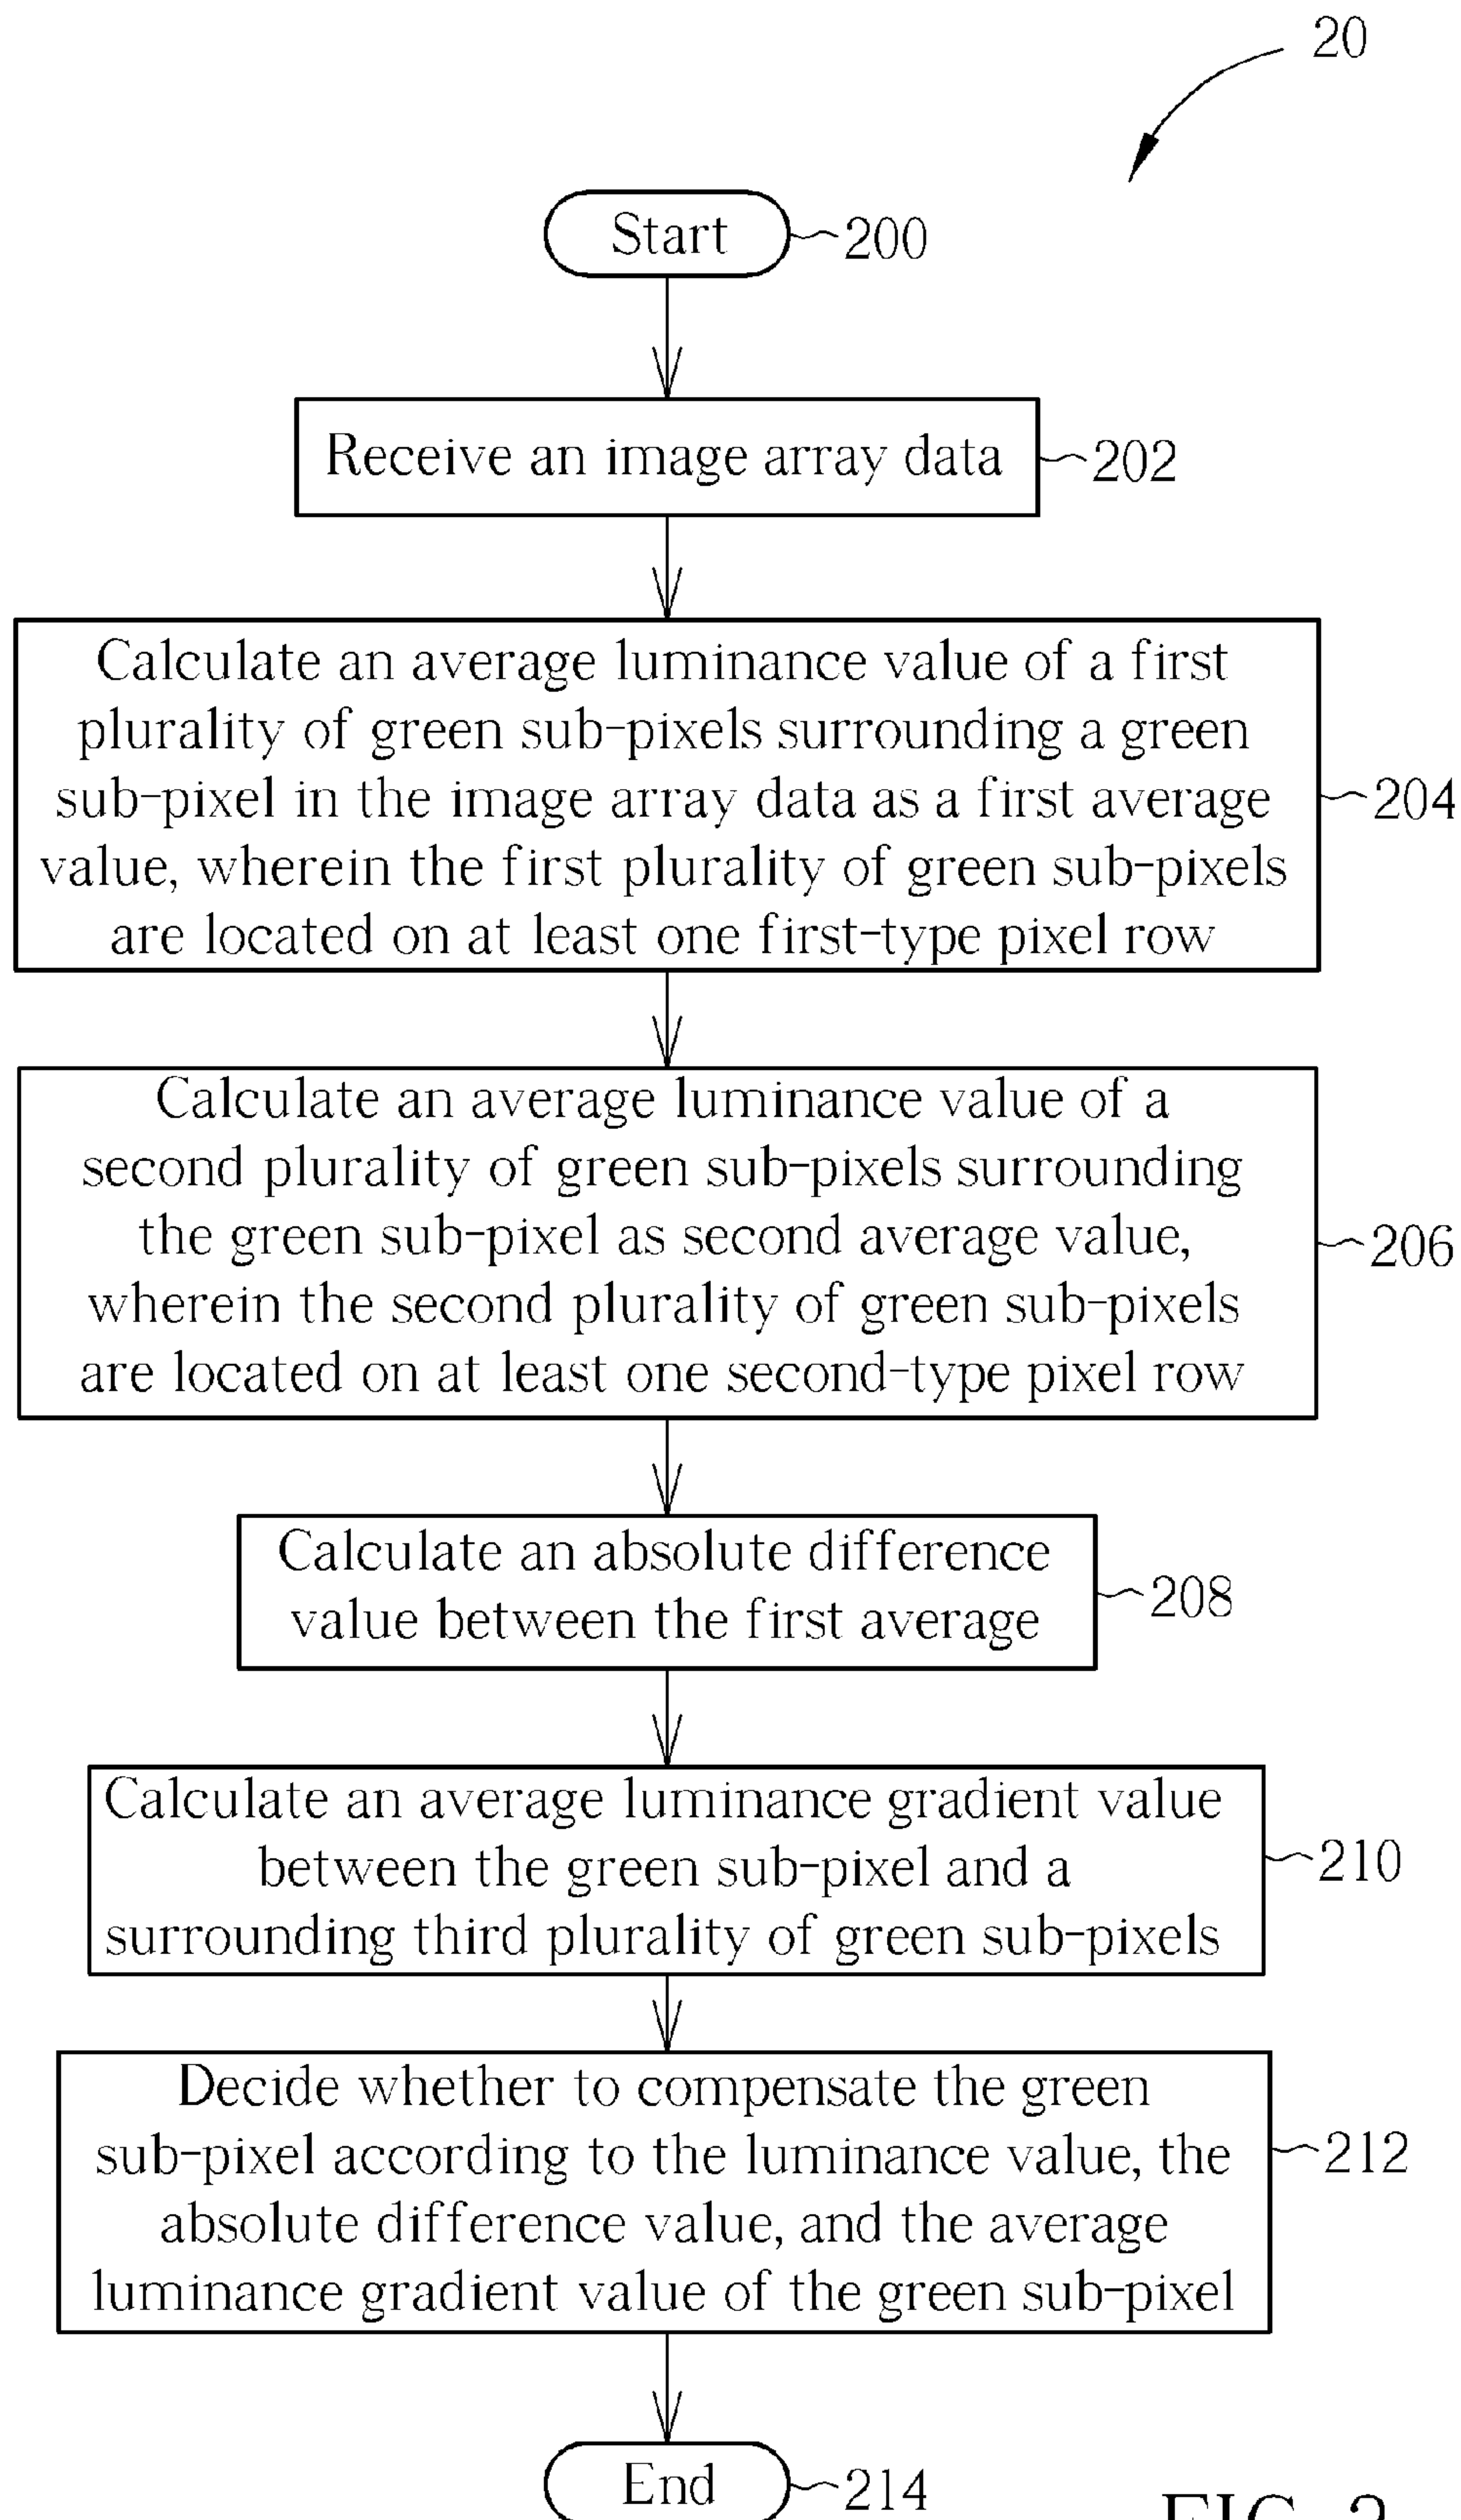 20
Start
200
Receive an image array data
202
Calculate an average luminance value of a first
plurality of green sub-pixels surrounding a green
sub-pixel in the image array data as a first average
value, wherein the first plurality of green sub-pixels
are located on at least one first-type pixel row
204
Calculate an average luminance value of a
second plurality of green sub-pixels surrounding
the green sub-pixel as second average value,
wherein the second plurality of green sub-pixels
are located on at least one second-type pixel row
206
Calculate an absolute difference
value between the first average
208
Calculate an average luminance gradient value
between the green sub-pixel and a
surrounding third plurality of green sub-pixels
210
Decide whether to compensate the green
sub-pixel according to the luminance value, the
absolute difference value, and the average
luminance gradient value of the green sub-pixel
212
End
214